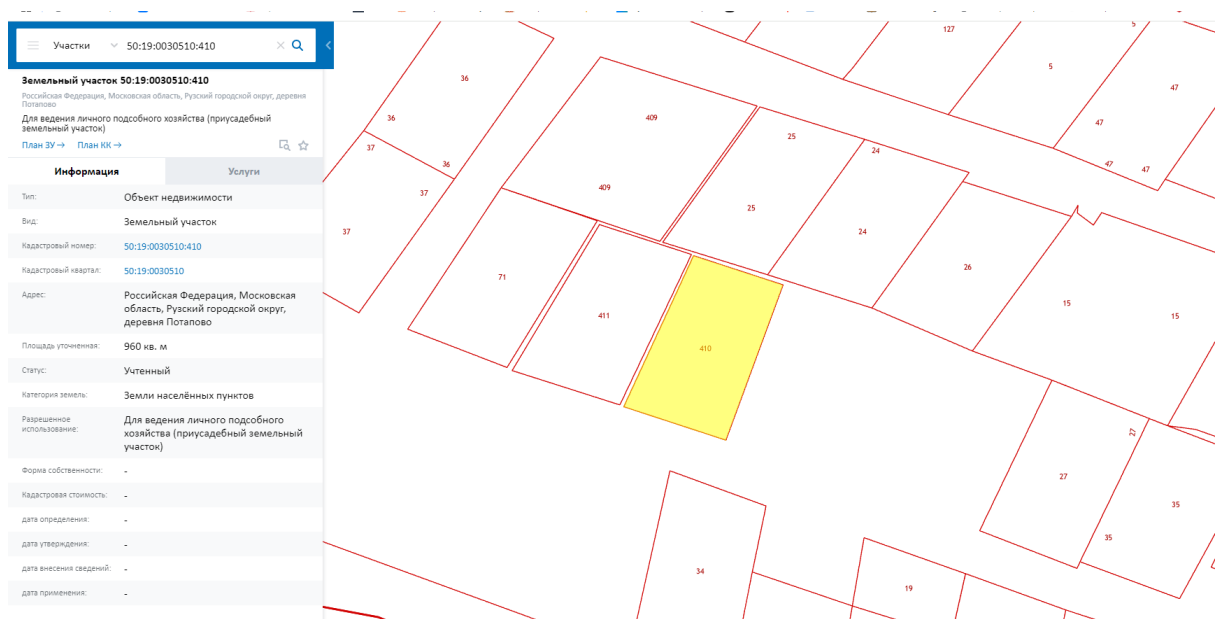 Участки
50:19:0030510:410
Земельный участок 50:19:0030510:410
Российская Федерация, Московская область, Рузский городской округ, деревня
Потапово
Для ведения личного подсобного хозяйства (приусадебный
земельный участок)
План ЗУ → План КК →
Информация
Услуги
Тип:
Объект недвижимости
Вид:
Земельный участок
Кадастровый номер:
50:19:0030510:410
Кадастровый квартал:
50:19:0030510
Адрес:
Российская Федерация, Московская
область, Рузский городской округ,
деревня Потапово
Площадь уточненная:
960 кв. м
Статус:
Учтенный
Категория земель:
Земли населённых пунктов
Разрешенное
использование:
Для ведения личного подсобного
хозяйства (приусадебный земельный
участок)
Форма собственности:
-
Кадастровая стоимость:
-
дата определения:
-
дата утверждения:
-
дата внесения сведений:
-
дата применения:
-
127
5
5
36
47
409
36
47
25
37
24
36
47
47
47
409
37
25
37
24
26
71
15
411
15
410
27
27
35
35
34
19